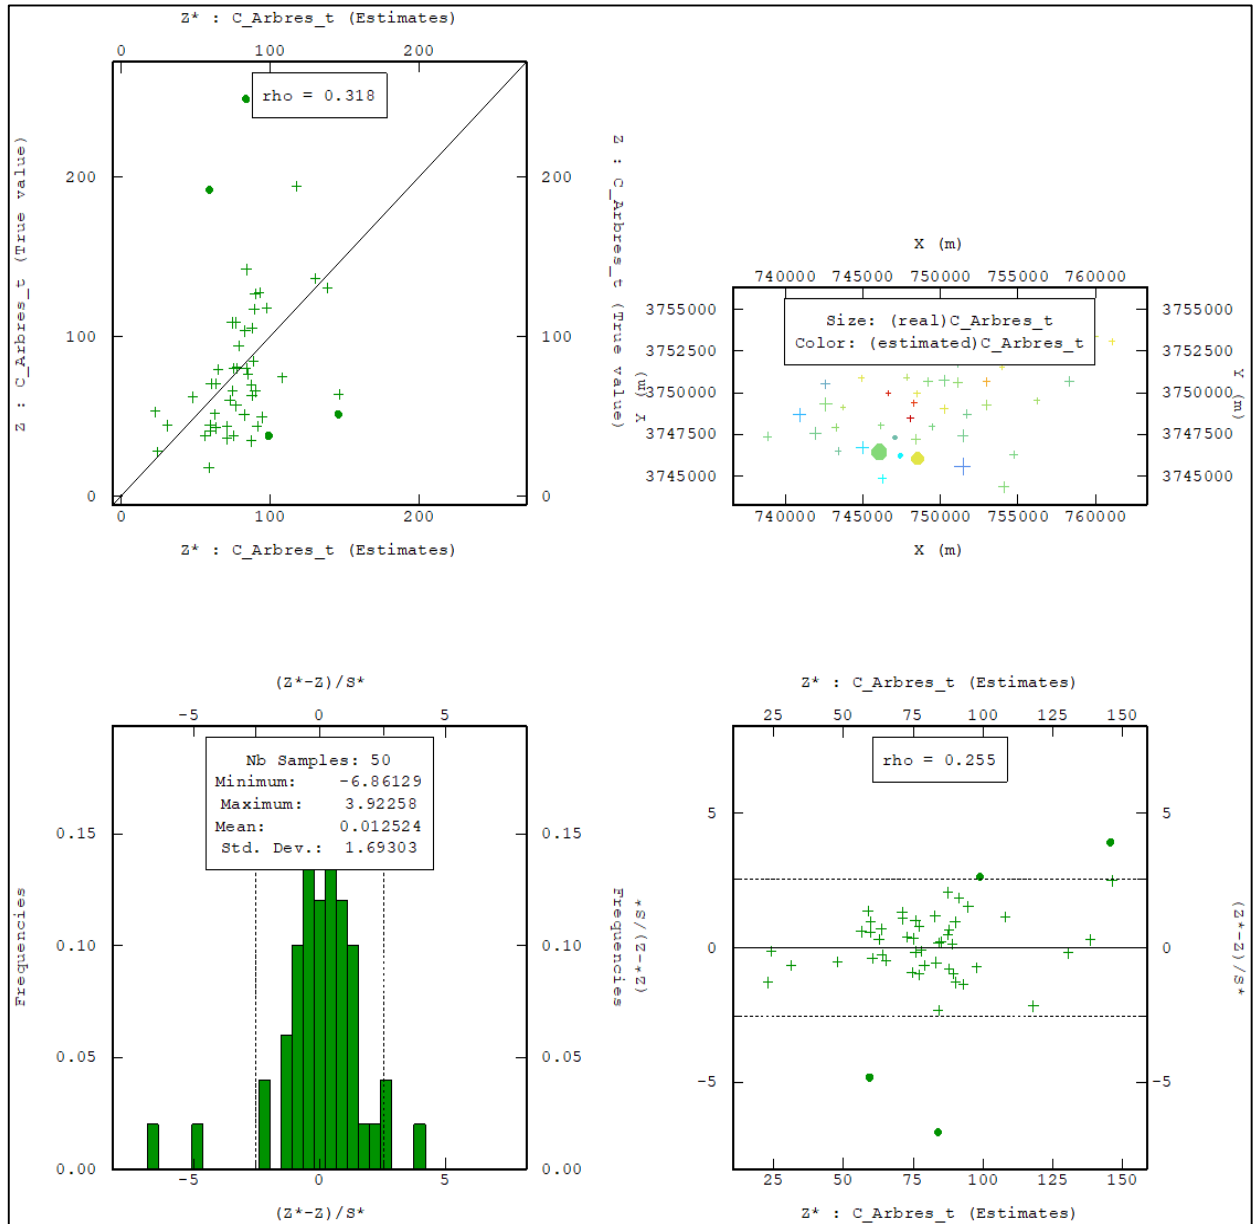 Z* : C_Arbres_t (Estimates)
0 100 200
rho = 0.318
Z : C_Arbres_t (True value)
200 200
100 100
0 0
Z : C_Arbres_t (True value)
0 100 200
Z* : C_Arbres_t (Estimates)
X (m)
740000 745000 750000 755000 760000
3755000 3755000
Size: (real)C_Arbres_t
Color: (estimated)C_Arbres_t
3752500 3752500
3750000 3750000
Y (m) Y (m)
3747500 3747500
3745000 3745000
740000 745000 750000 755000 760000
X (m)
(Z*-Z)/S*
-5 0 5
Nb Samples: 50
Minimum: -6.86129
Maximum: 3.92258
Mean: 0.012524
Std. Dev.: 1.69303
0.15 0.15
Frequencies Frequencies
0.10 0.10
0.05 0.05
0.00 0.00
-5 0 5
(Z*-Z)/S*
Z* : C_Arbres_t (Estimates)
25 50 75 100 125 150
rho = 0.255
5 5
(Z*-Z)/S* (Z*-Z)/S*
0 0
-5 -5
25 50 75 100 125 150
Z* : C_Arbres_t (Estimates)